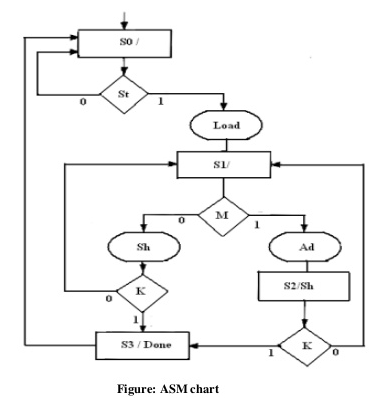 S0 /
St
0
1
Load
S1/
M
0
1
Sh
Ad
K
0
1
S2/Sh
S3 / Done
K
1
0
Figure: ASM chart